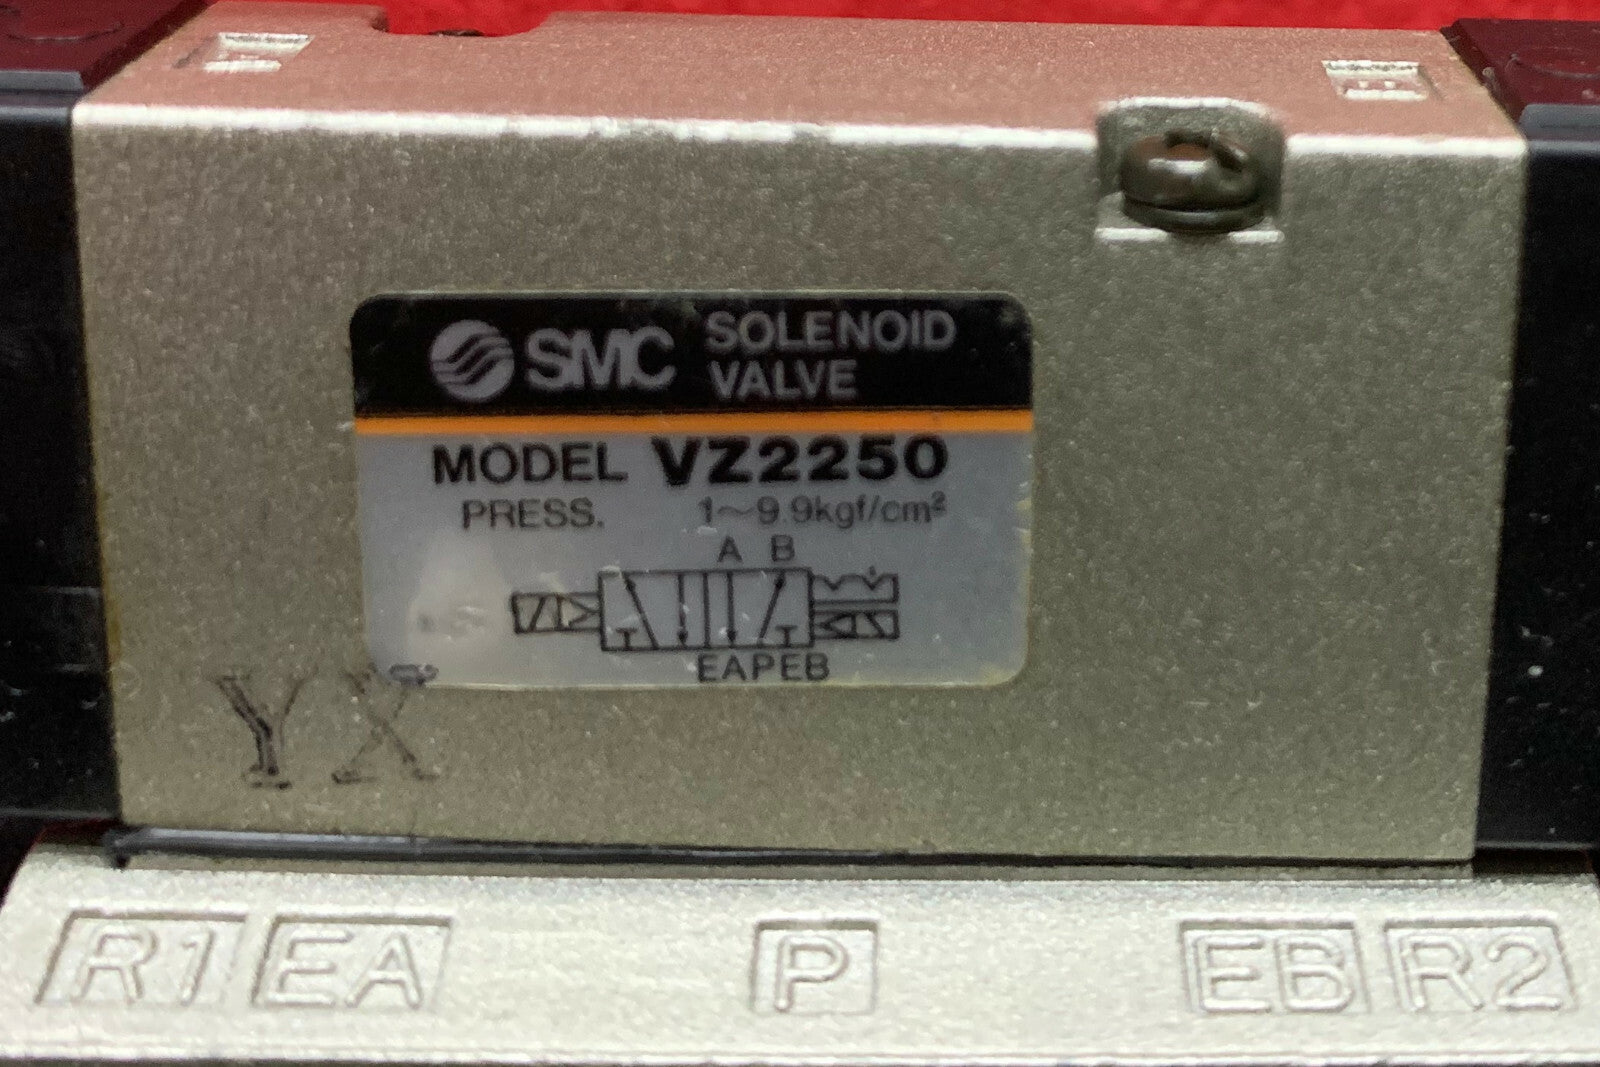 SMC SOLENOID
VALVE
MODEL VZ2250
PRESS. 1~9.9kgf/cm²
A B
EAPEB
YX
R1 EA P EB R2